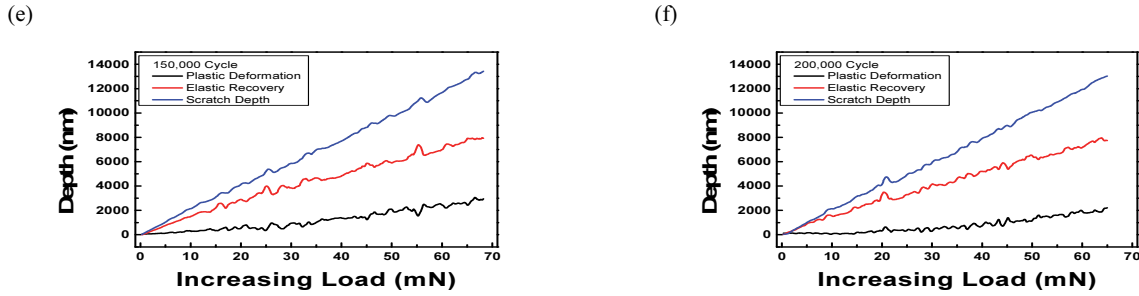 (e)
(f)
150,000 Cycle
Plastic Deformation
Elastic Recovery
Scratch Depth
14000
12000
10000
8000
6000
4000
2000
0
Depth (nm)
0 10 20 30 40 50 60 70
Increasing Load (mN)
200,000 Cycle
Plastic Deformation
Elastic Recovery
Scratch Depth
14000
12000
10000
8000
6000
4000
2000
0
Depth (nm)
0 10 20 30 40 50 60 70
Increasing Load (mN)